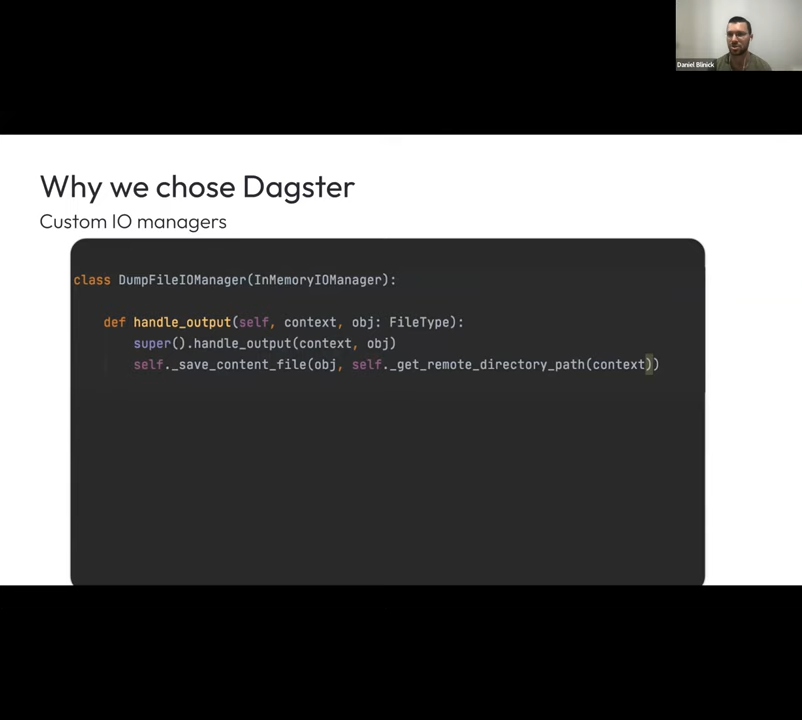 Daniel Blinick
Why we chose Dagster
Custom IO managers
class DumpFileIOManager(InMemoryIOManager):
def handle_output(self, context, obj: FileType):
super().handle_output(context, obj)
self._save_content_file(obj, self._get_remote_directory_path(context))